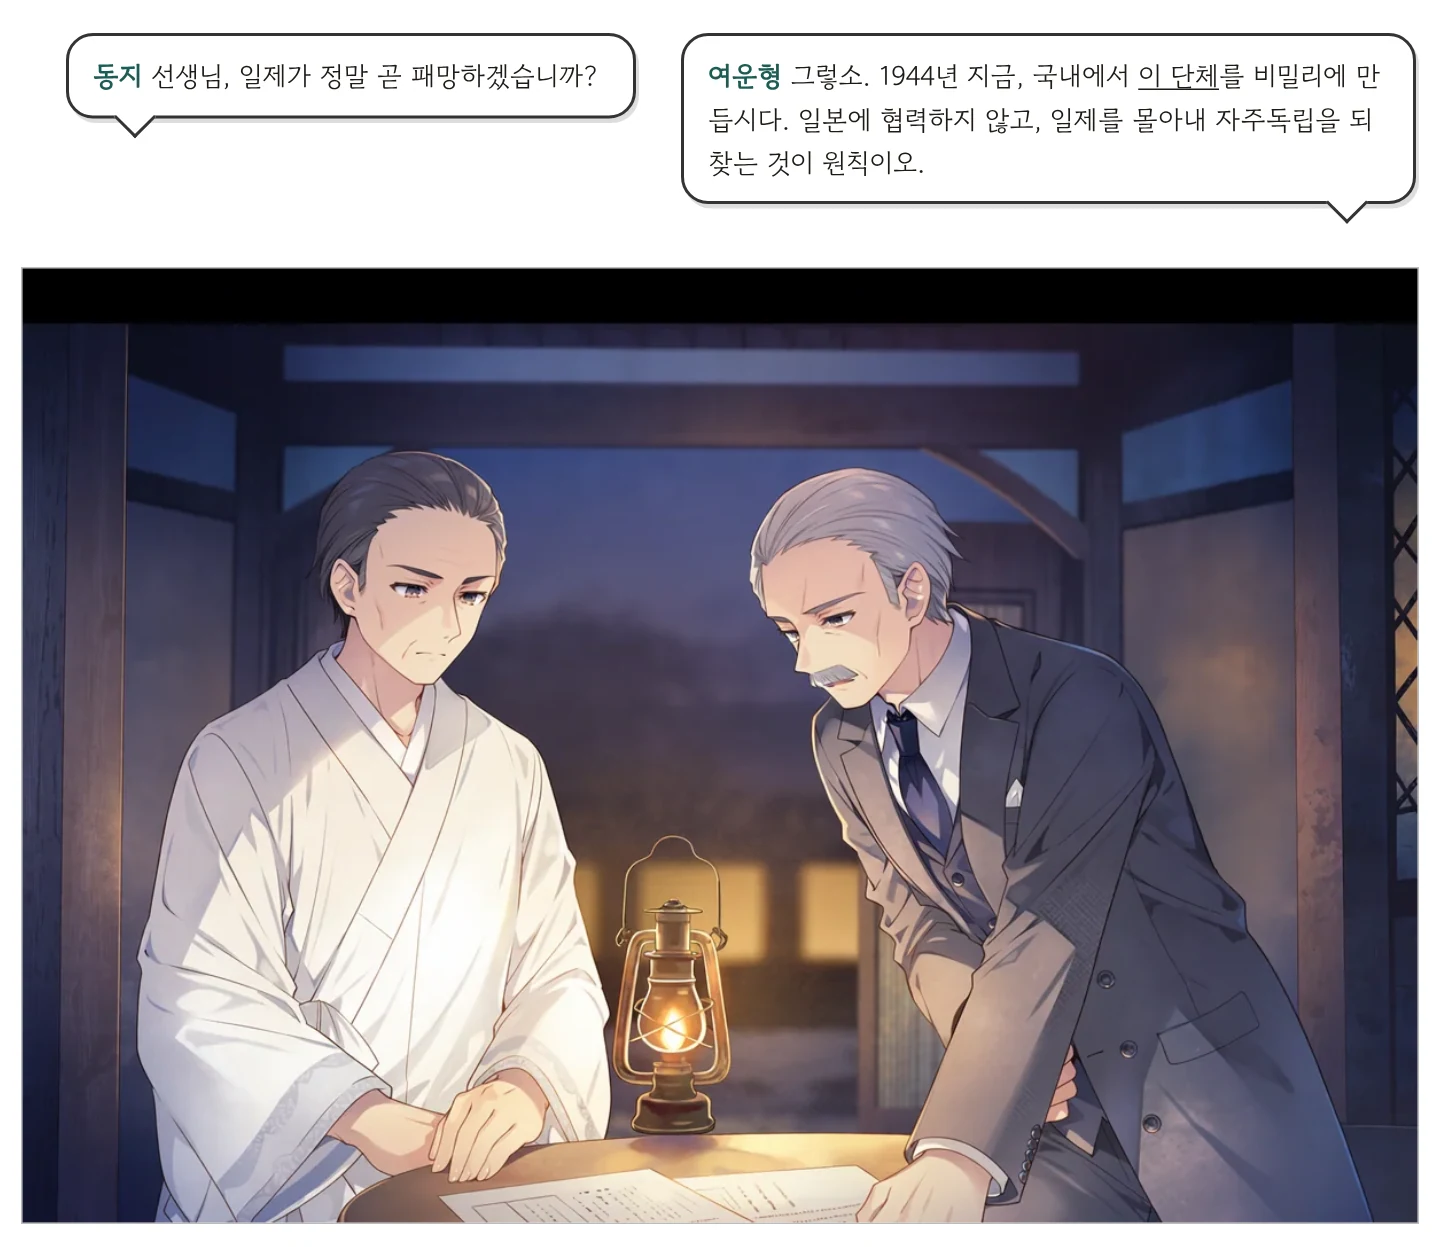 동지 선생님, 일제가 정말 곧 패망하겠습니까?
여운형 그렇소. 1944년 지금, 국내에서 이 단체를 비밀리에 만
듭시다. 일본에 협력하지 않고, 일제를 몰아내 자주독립을 되
찾는 것이 원칙이오.